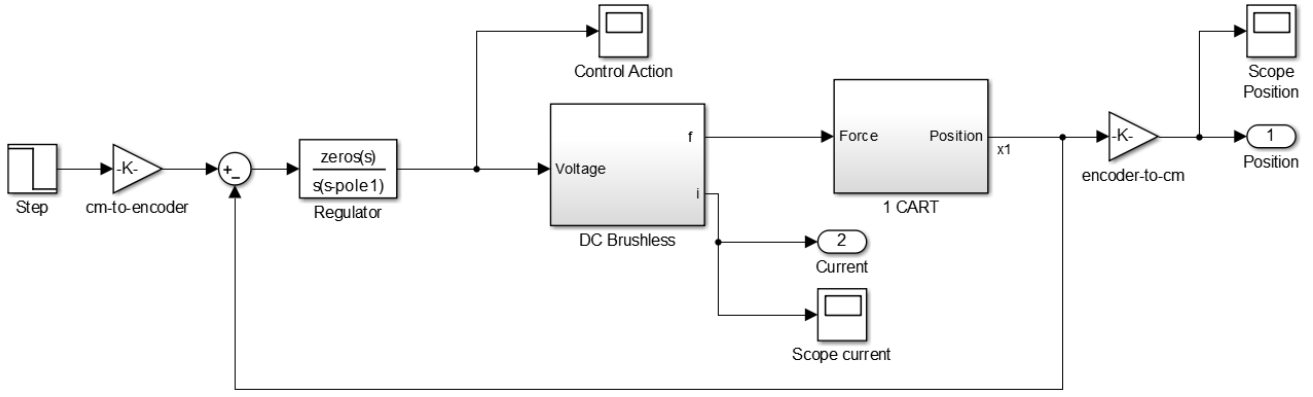 Step
-K-
cm-to-encoder
+
-
zeros(s)
s(s-pole1)
Regulator
Control Action
Voltage
f
i
DC Brushless
2
Current
Scope current
Force
Position
1 CART
x1
-K-
encoder-to-cm
Scope
Position
1
Position